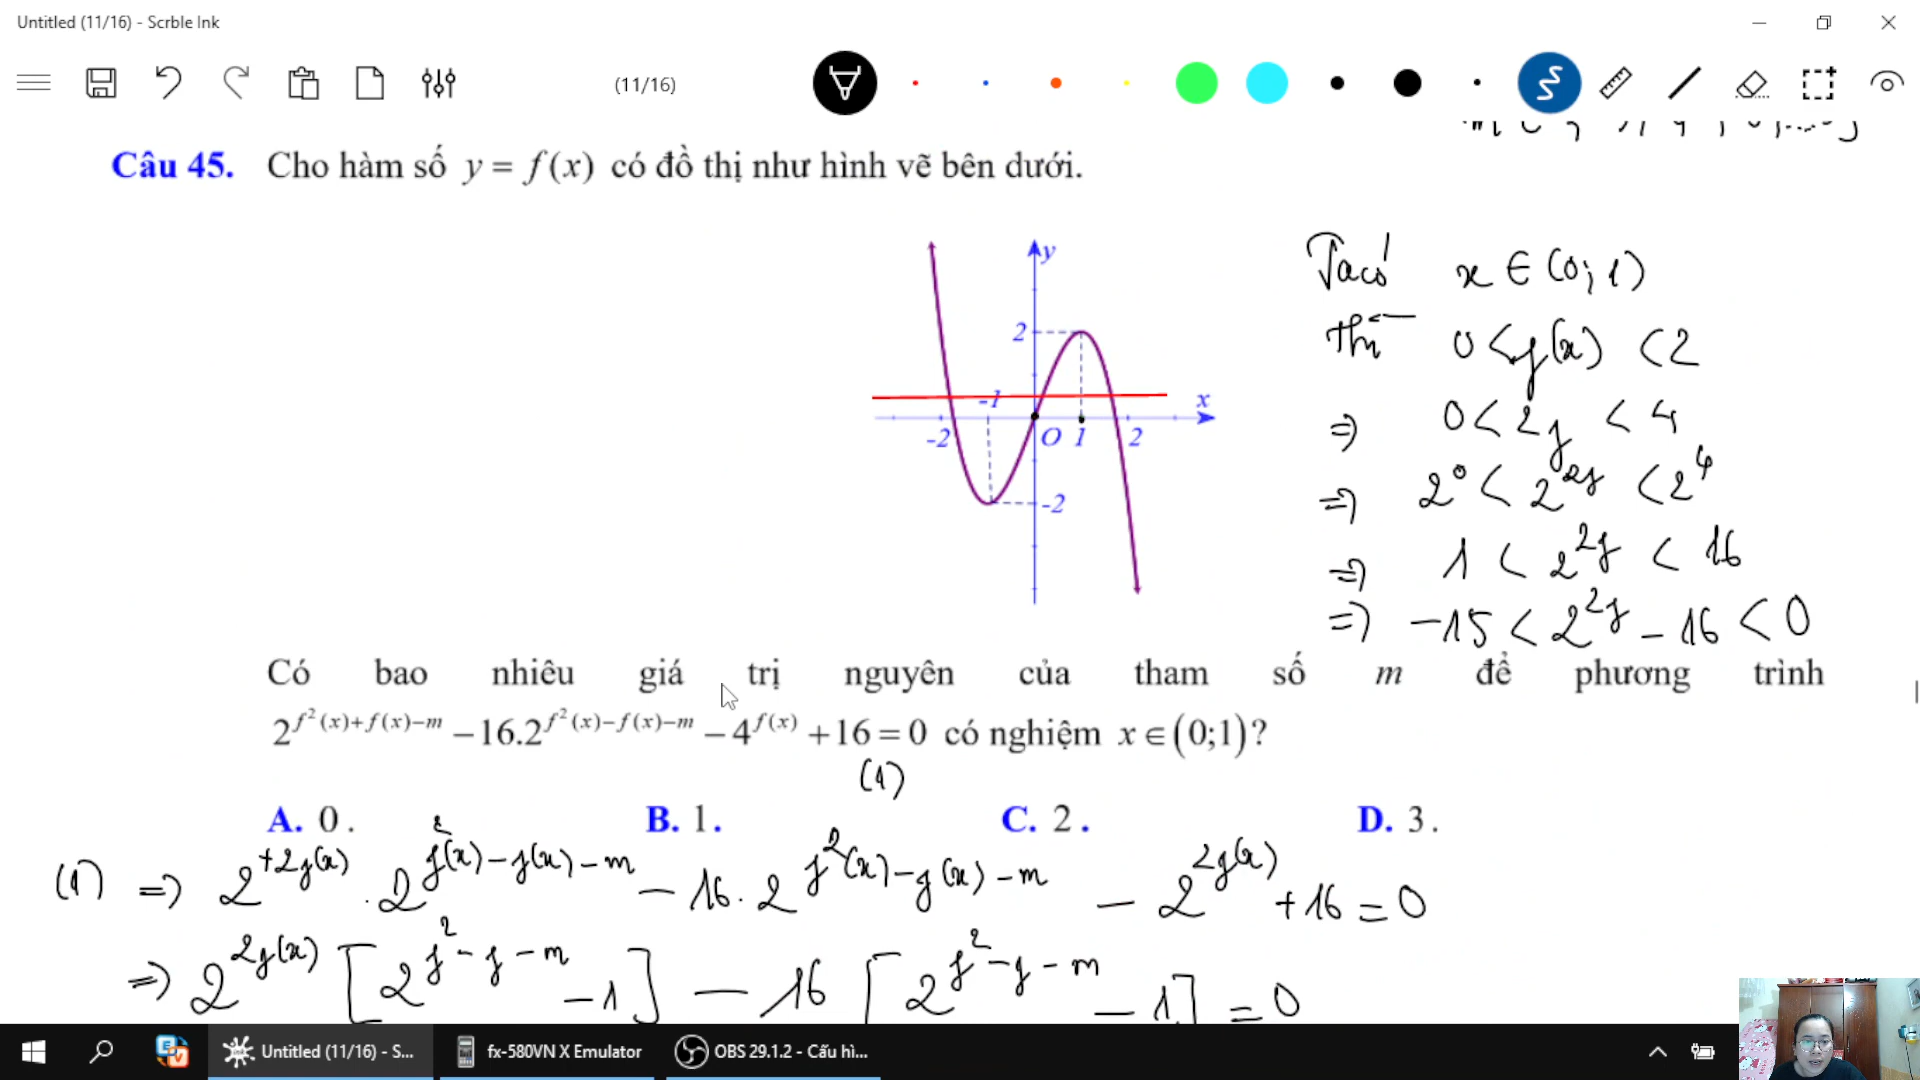 Untitled (11/16) - Scrble Ink
(11/16)
Câu 45. Cho hàm số y = f(x) có đồ thị như hình vẽ bên dưới.
y
2
-1
x
-2
O
1
2
-2
Ta có x ∈ (0; 1)
thì 0 < f(x) < 2
=> 0 < 2f < 4
=> 2^0 < 2^{2f} < 2^4
=> 1 < 2^{2f} < 16
=> -15 < 2^{2f} - 16 < 0
Có bao nhiêu giá trị nguyên của tham số m để phương trình
2^{f²(x)+f(x)-m} - 16.2^{f²(x)-f(x)-m} - 4^{f(x)} + 16 = 0 có nghiệm x ∈ (0;1)?
(1)
A. 0. B. 1. C. 2. D. 3.
(1) => 2^{+2f(x)} . 2^{f²(x)-f(x)-m} - 16. 2^{f²(x)-f(x)-m} - 2^{2f(x)} + 16 = 0
=> 2^{2f(x)} [2^{f²-f-m} - 1] - 16 [2^{f²-f-m} - 1] = 0
Untitled (11/16) - S...
fx-580VN X Emulator
OBS 29.1.2 - Cấu hì...